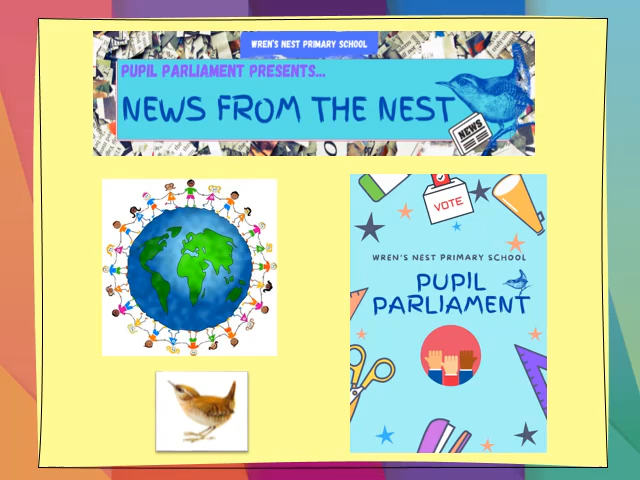 WREN'S NEST PRIMARY SCHOOL
PUPIL PARLIAMENT PRESENTS...
NEWS FROM THE NEST
NEWS
VOTE
WREN'S NEST PRIMARY SCHOOL
PUPIL
PARLIAMENT